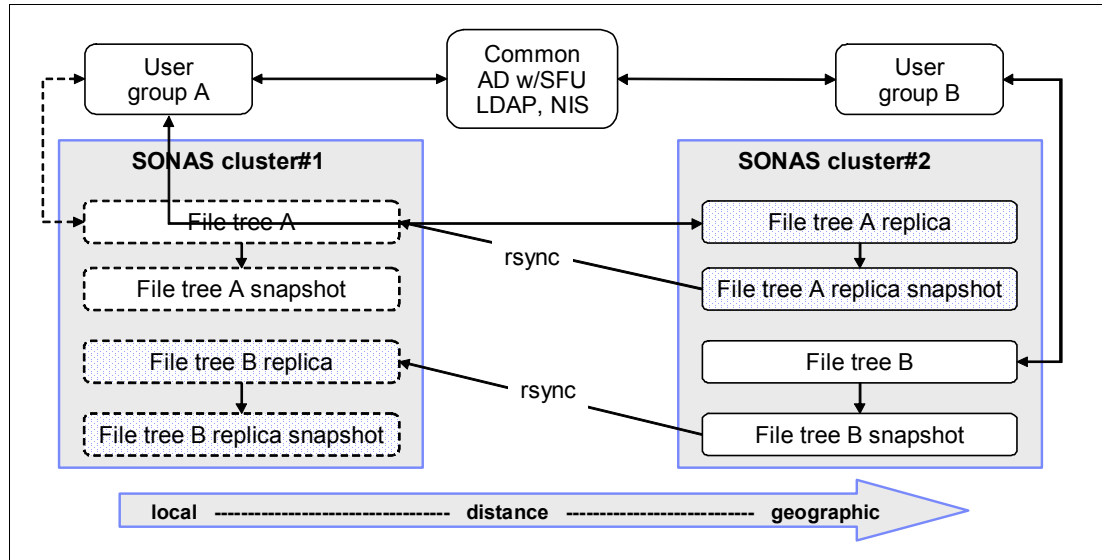 User
group A
Common
AD w/SFU
LDAP, NIS
User
group B
SONAS cluster#1
SONAS cluster#2
File tree A
File tree A replica
rsync
File tree A snapshot
File tree A replica snapshot
File tree B replica
File tree B
rsync
File tree B replica snapshot
File tree B snapshot
local ---------------------------------- distance --------------------------- geographic